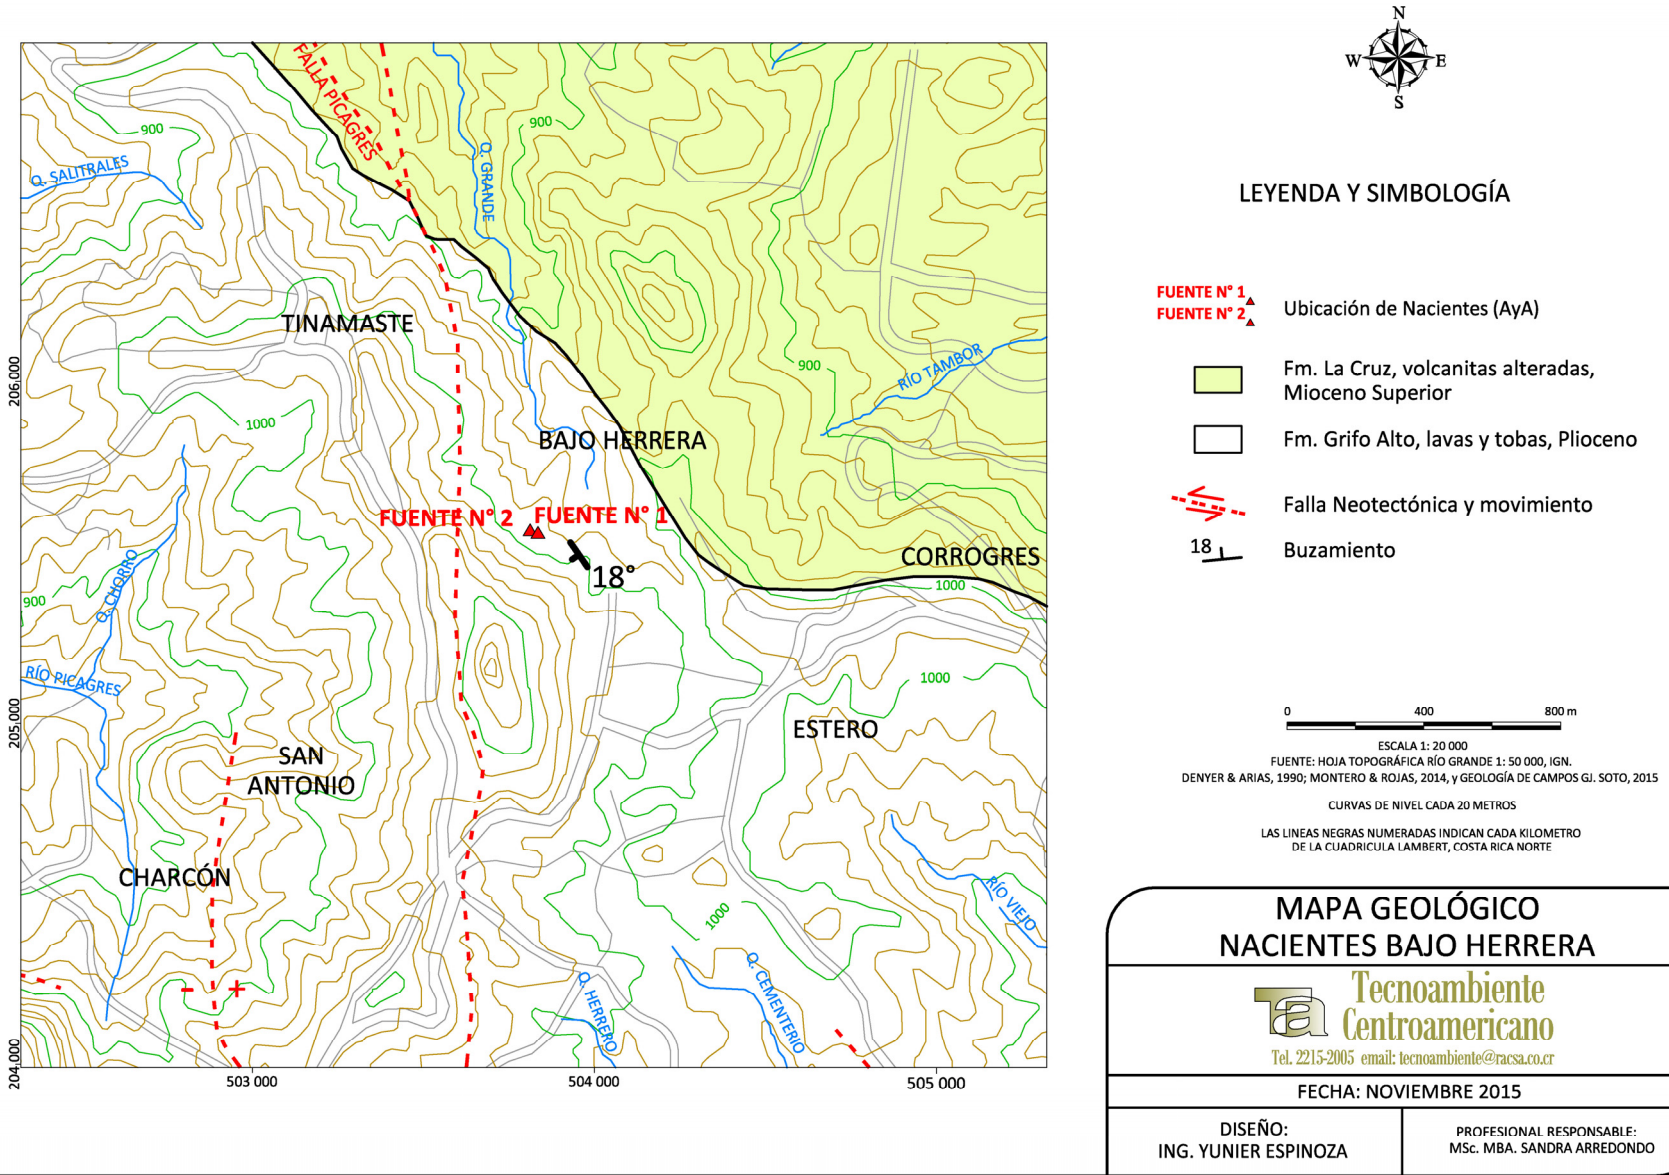 N
W E
S
FALLA PICAGRES
900
900
Q. SALITRALES
Q. GRANDE
TINAMASTE
206.000
900
RÍO TAMBOR
1000
BAJO HERRERA
FUENTE N° 2
FUENTE N° 1
18°
CORROGRES
1000
Q. CHORRO
900
RÍO PICAGRES
1000
205.000
ESTERO
SAN
ANTONIO
CHARCÓN
1000
RÍO VIEJO
Q. HERRERO
Q. CEMENTERIO
204.000
503 000
504 000
505 000
LEYENDA Y SIMBOLOGÍA
FUENTE N° 1
FUENTE N° 2
Ubicación de Nacientes (AyA)
Fm. La Cruz, volcanitas alteradas,
Mioceno Superior
Fm. Grifo Alto, lavas y tobas, Plioceno
Falla Neotectónica y movimiento
18
Buzamiento
0 400 800 m
ESCALA 1: 20 000
FUENTE: HOJA TOPOGRÁFICA RÍO GRANDE 1: 50 000, IGN.
DENYER & ARIAS, 1990; MONTERO & ROJAS, 2014, y GEOLOGÍA DE CAMPOS GJ. SOTO, 2015
CURVAS DE NIVEL CADA 20 METROS
LAS LINEAS NEGRAS NUMERADAS INDICAN CADA KILOMETRO
DE LA CUADRICULA LAMBERT, COSTA RICA NORTE
MAPA GEOLÓGICO
NACIENTES BAJO HERRERA
Ta
Tecnoambiente
Centroamericano
Tel. 2215-2005 email: tecnoambiente@racsa.co.cr
FECHA: NOVIEMBRE 2015
DISEÑO:
ING. YUNIER ESPINOZA
PROFESIONAL RESPONSABLE:
MSc. MBA. SANDRA ARREDONDO